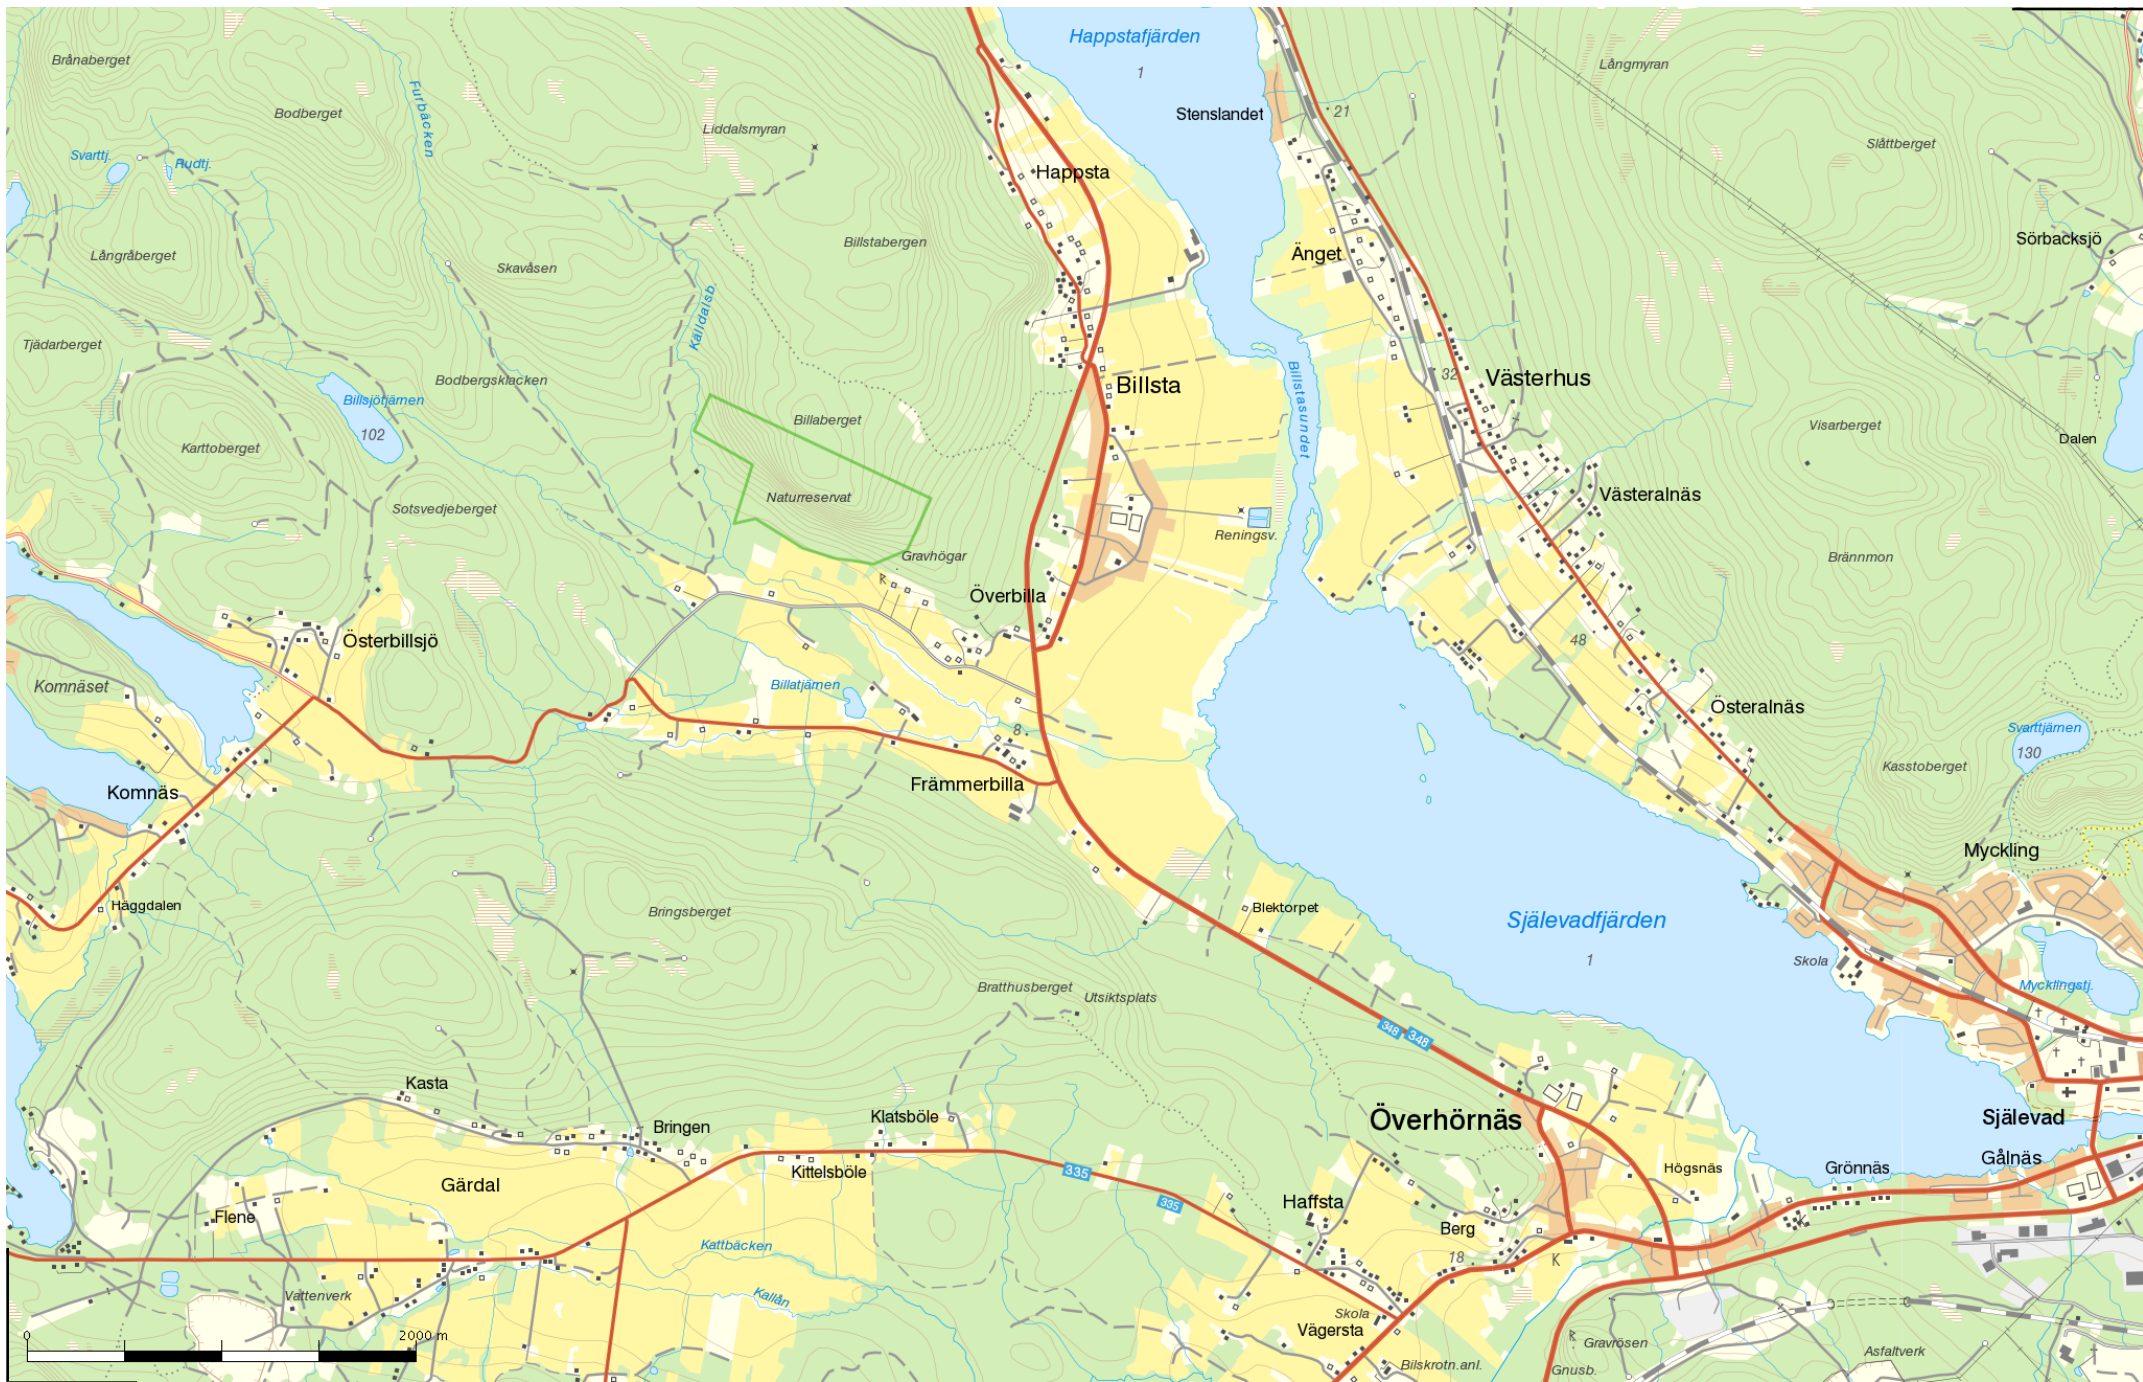 Happstafjärden
1
Brånaberget
Långmyran
Furbäcken
Bodberget
Stenslandet
21
Liddalsmyran
Slåttberget
Svarttj.
Rudtj.
Happsta
Sörbacksjö
Billstabergen
Änget
Långråberget
Skavåsen
Källdalsb.
Tjädarberget
Bodbergsklacken
32
Västerhus
Billsta
Billstasundet
Billsjötjärnen
102
Billaberget
Visarberget
Dalen
Karttoberget
Naturreservat
Västeralnäs
Sotsvedjeberget
Reningsv.
Gravhögar
R
Brännmon
Överbilla
Österbillsjö
48
Komnäset
Billatjärnen
Österalnäs
8
Svarttjärnen
130
Kasstoberget
Komnäs
Främmerbilla
Myckling
Häggdalen
Bringsberget
Blektorpet
Själevadfjärden
1
Skola
Bratthusberget
Utsiktsplats
Mycklingstj.
348
348
Kasta
Klatsböle
Bringen
Överhörnäs
Själevad
Gålnäs
Kittelsböle
335
335
Högsnäs
Grönnäs
Gärdal
Haffsta
Flene
Berg
K
Kattbäcken
18
K
Vattenverk
Kallån
Skola
Vägersta
0
2000 m
R
Gravrösen
Asfaltverk
Bilskrotn.anl.
Gnusb.